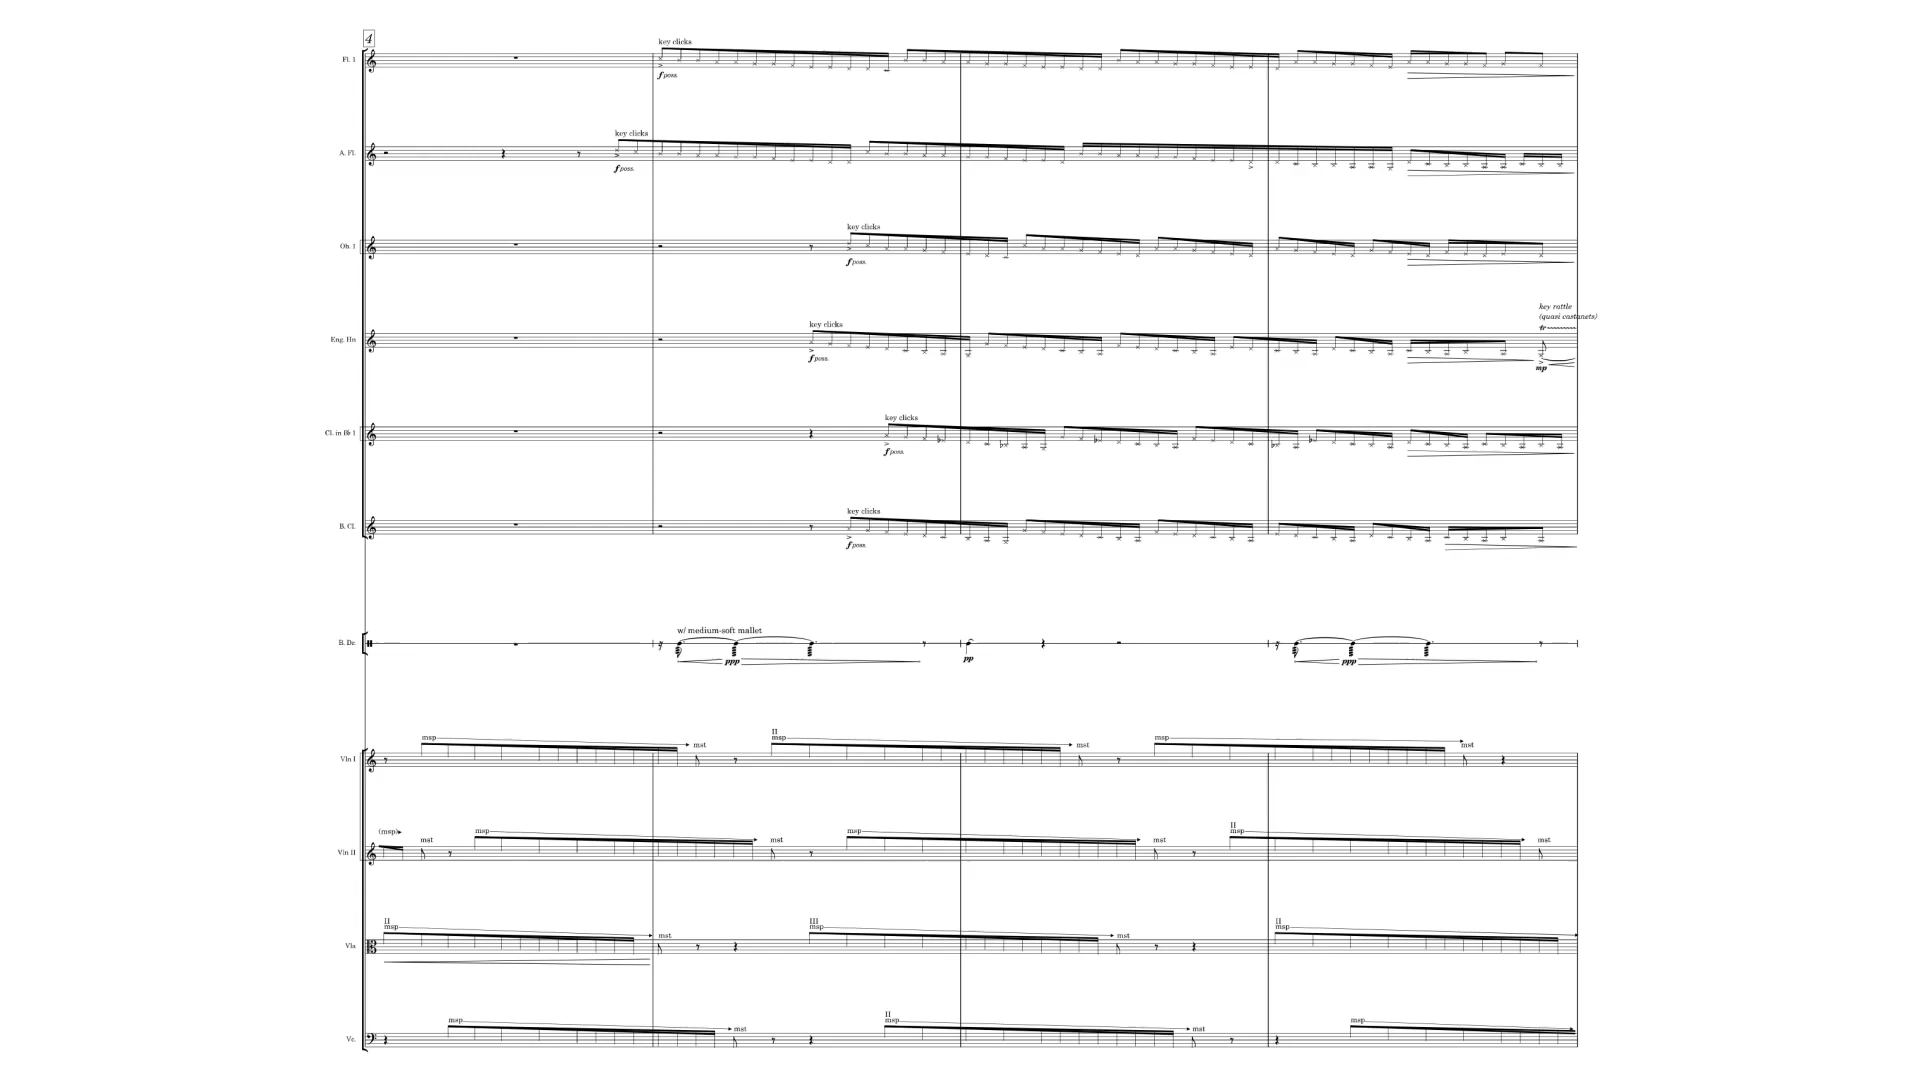 4
key clicks
Fl. 1
f poss.
key clicks
A. Fl.
f poss.
key clicks
Ob. 1
f poss.
key rattle
(quasi castanets)
key clicks
tr
Eng. Hn
f poss.
mp
key clicks
Cl. in B♭ 1
f poss.
key clicks
B. Cl.
f poss.
w/ medium-soft mallet
B. Dr.
ppp pp ppp
II
msp mst msp mst msp mst
Vln I
II
(msp) mst msp mst msp mst msp mst
Vln II
II III II
msp mst msp mst msp
Vla
II
msp mst msp mst msp
Vc.